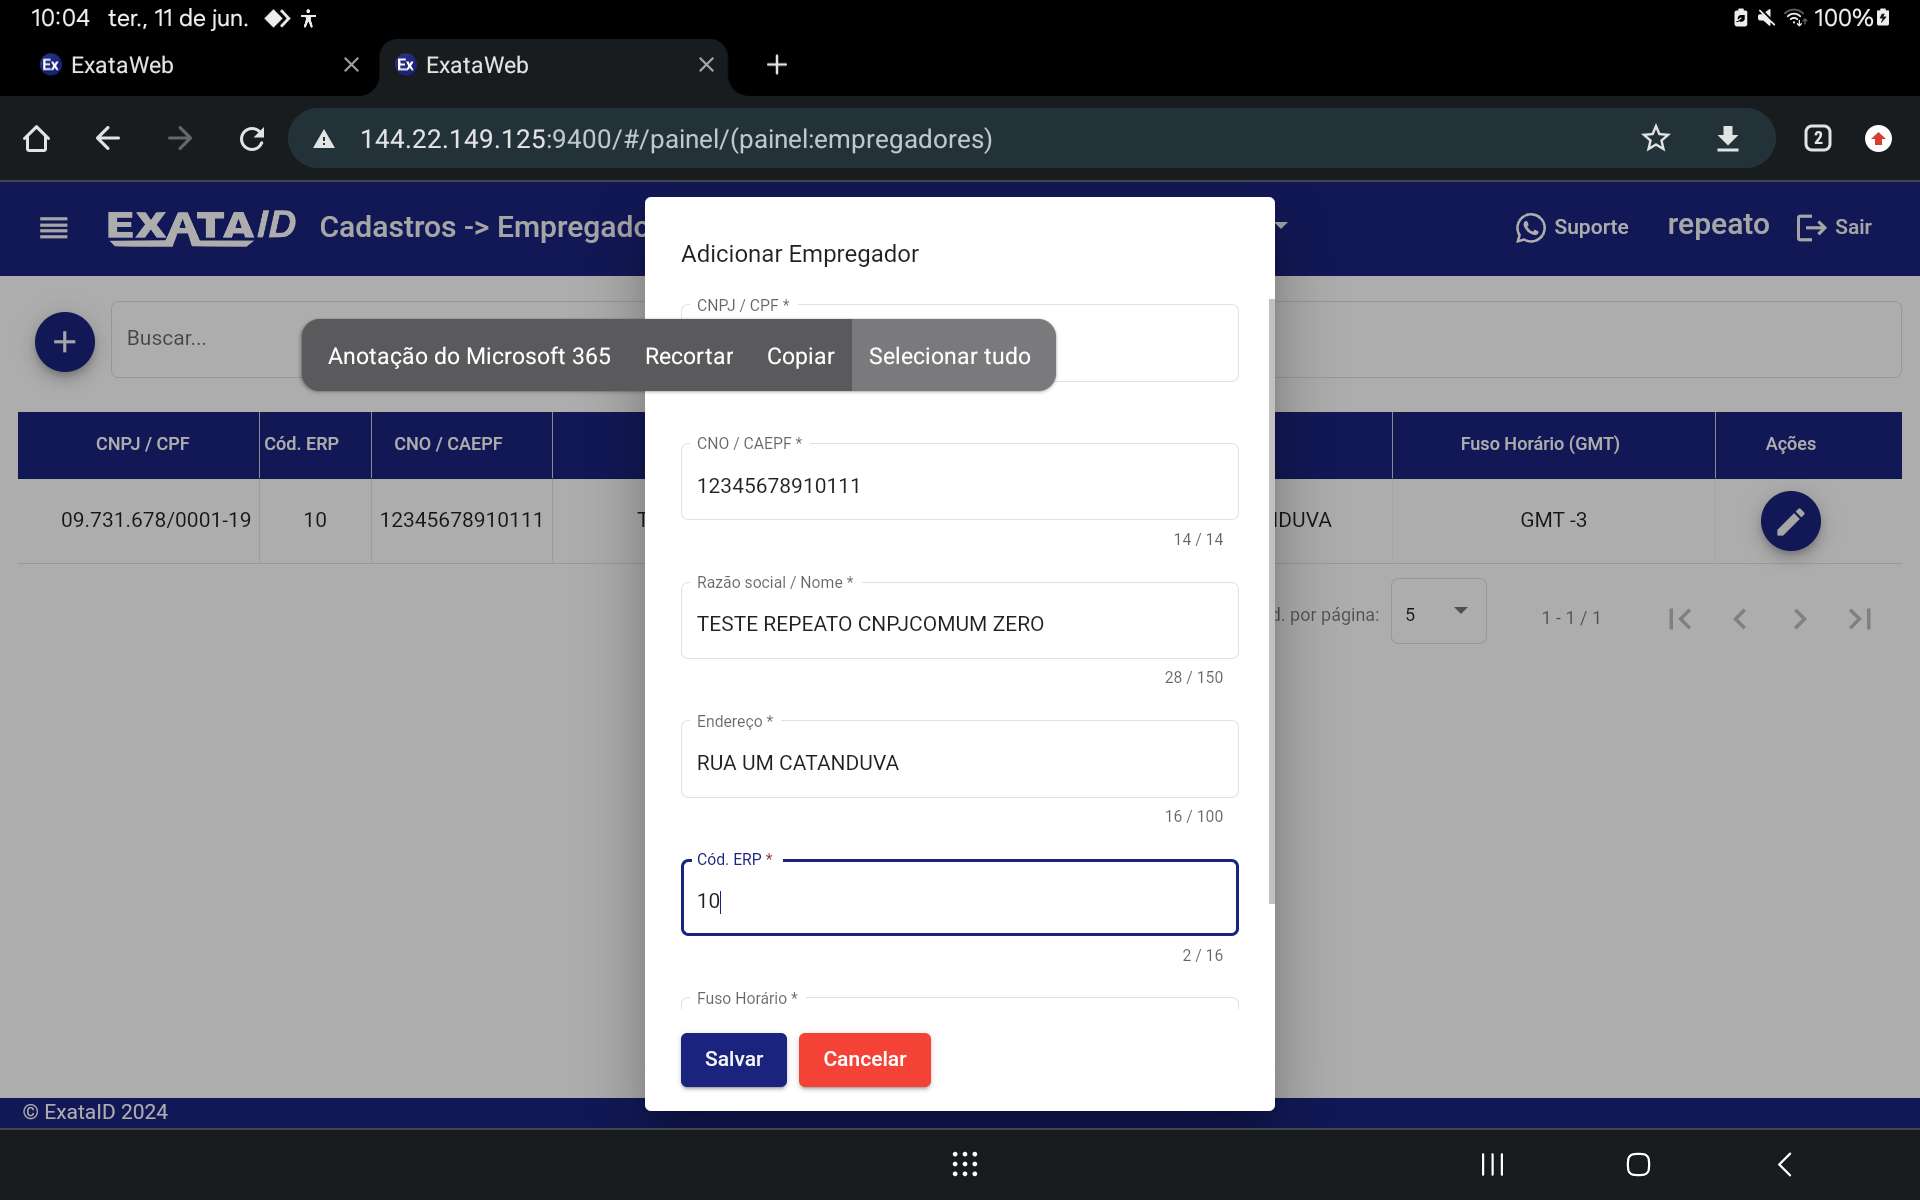 10:04 ter., 11 de jun. 100%
Ex ExataWeb Ex ExataWeb
144.22.149.125:9400/#/painel/(painel:empregadores) 2
EXATAID Cadastros -> Empregado Suporte repeato Sair
Adicionar Empregador
CNPJ / CPF *
Buscar...
Anotação do Microsoft 365 Recortar Copiar Selecionar tudo
CNPJ / CPF Cód. ERP CNO / CAEPF Fuso Horário (GMT) Ações
CNO / CAEPF *
12345678910111
14 / 14
09.731.678/0001-19 10 12345678910111 T NDUVA GMT -3
Razão social / Nome *
TESTE REPEATO CNPJCOMUM ZERO
28 / 150
d. por página: 5 1 - 1 / 1
Endereço *
RUA UM CATANDUVA
16 / 100
Cód. ERP *
10
2 / 16
Fuso Horário *
Salvar Cancelar
© ExataID 2024